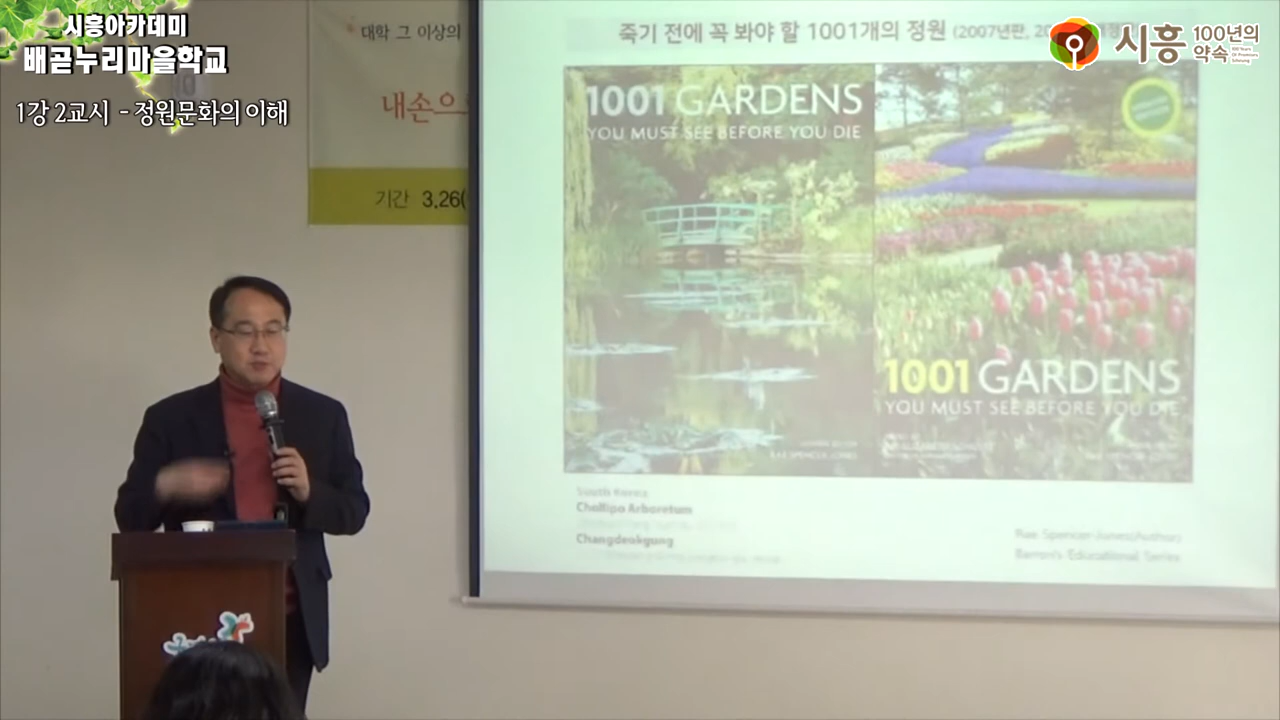 시흥아카데미
배곧누리마을학교
1강 2교시 - 정원문화의 이해
대학 그 이상의
내손으로
기간 3.26(
죽기 전에 꼭 봐야 할 1001개의 정원 (2007년판,
시흥 100년의 약속
1001 GARDENS
YOU MUST SEE BEFORE YOU DIE
RAE SPENCER-JONES
1001 GARDENS
YOU MUST SEE BEFORE YOU DIE
South Korea
Chollipo Arboretum
Changdeokgung
Rae Spencer-Jones(Author)
Barron's Educational Series